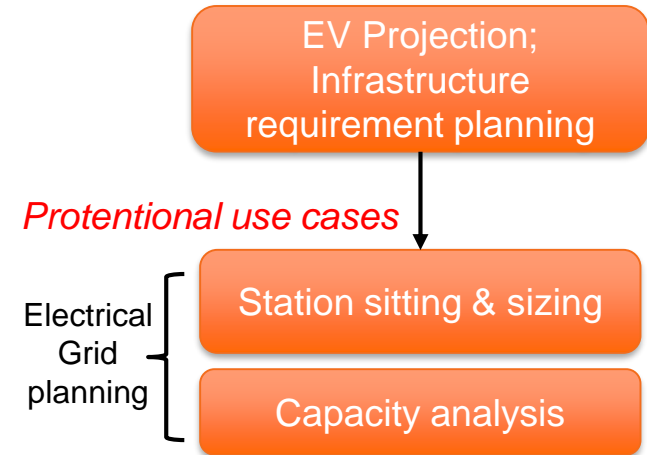 EV Projection;
Infrastructure
requirement planning
Protentional use cases
Station sitting & sizing
Electrical
Grid
planning
Capacity analysis